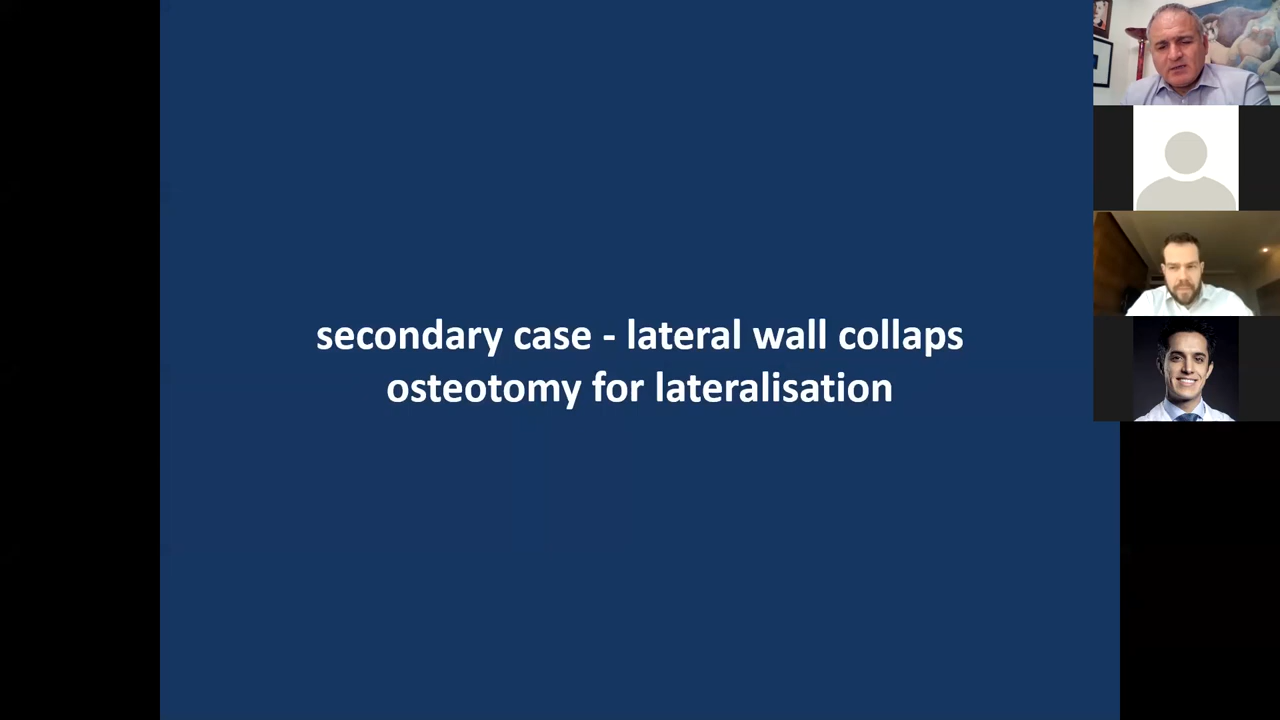 secondary case - lateral wall collaps
osteotomy for lateralisation